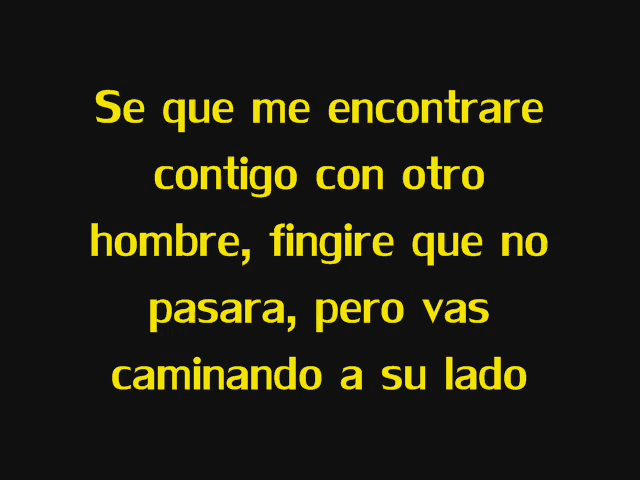 Se que me encontrare
contigo con otro
hombre, fingire que no
pasara, pero vas
caminando a su lado